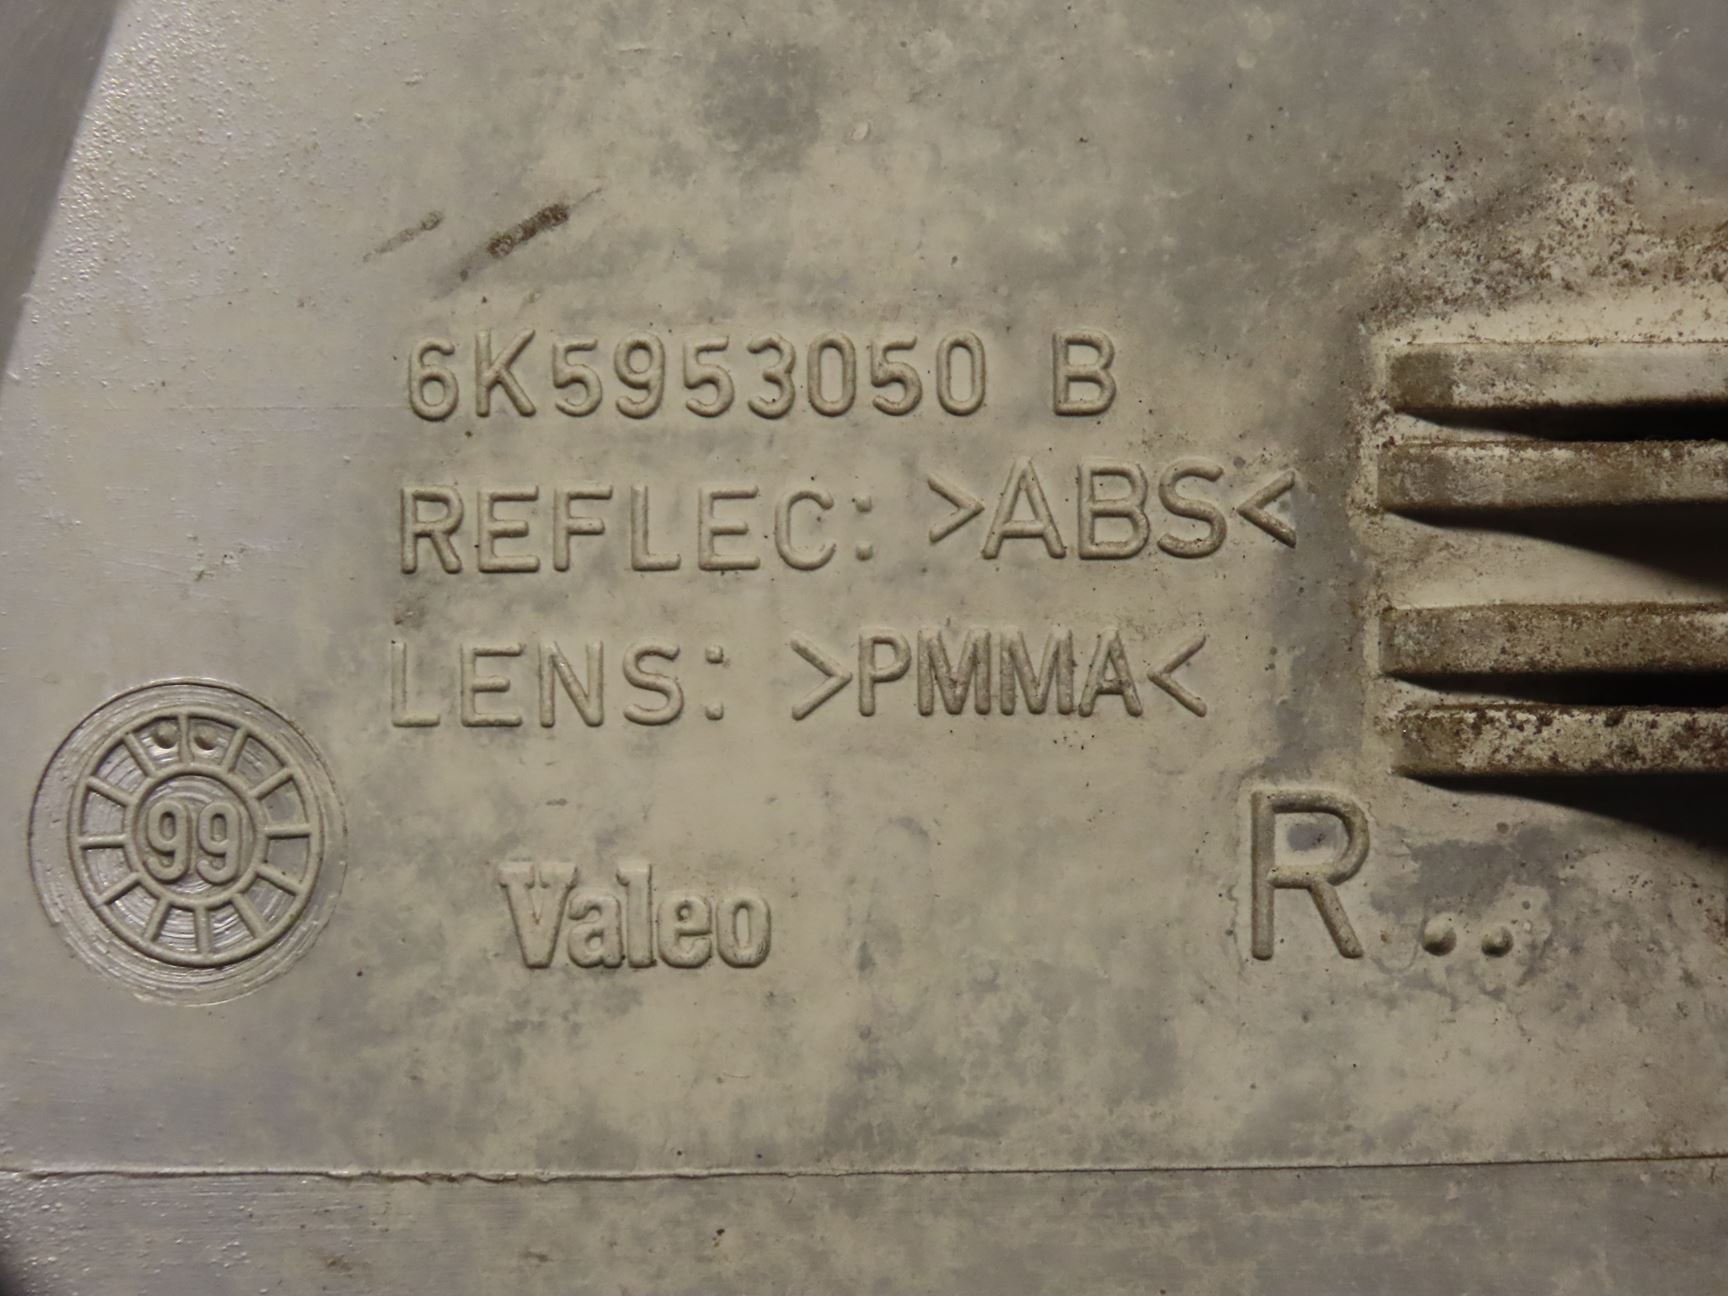 6K5953050 B
REFLEC: >ABS<
LENS: >PMMA<
99
Valeo
R..